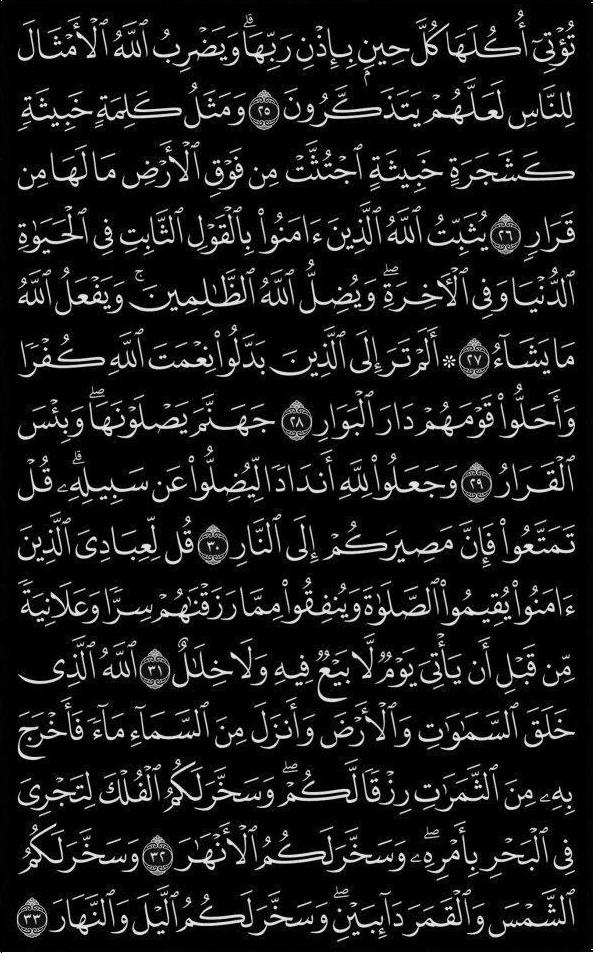 تُؤْتِىٓ أُكُلَهَا كُلَّ حِينِۭ بِإِذْنِ رَبِّهَاۗ وَيَضْرِبُ ٱللَّهُ ٱلْأَمْثَالَ
لِلنَّاسِ لَعَلَّهُمْ يَتَذَكَّرُونَ ٢٥ وَمَثَلُ كَلِمَةٍ خَبِيثَةٍ
كَشَجَرَةٍ خَبِيثَةٍ ٱجْتُثَّتْ مِن فَوْقِ ٱلْأَرْضِ مَا لَهَا مِن
قَرَارٍ ٢٦ يُثَبِّتُ ٱللَّهُ ٱلَّذِينَ ءَامَنُوا۟ بِٱلْقَوْلِ ٱلثَّابِتِ فِى ٱلْحَيَوٰةِ
ٱلدُّنْيَا وَفِى ٱلْـَٔاخِرَةِۖ وَيُضِلُّ ٱللَّهُ ٱلظَّـٰلِمِينَۚ وَيَفْعَلُ ٱللَّهُ
مَا يَشَآءُ ٢٧ ۞ أَلَمْ تَرَ إِلَى ٱلَّذِينَ بَدَّلُوا۟ نِعْمَتَ ٱللَّهِ كُفْرًا
وَأَحَلُّوا۟ قَوْمَهُمْ دَارَ ٱلْبَوَارِ ٢٨ جَهَنَّمَ يَصْلَوْنَهَاۖ وَبِئْسَ
ٱلْقَرَارُ ٢٩ وَجَعَلُوا۟ لِلَّهِ أَندَادًا لِّيُضِلُّوا۟ عَن سَبِيلِهِۦۗ قُلْ
تَمَتَّعُوا۟ فَإِنَّ مَصِيرَكُمْ إِلَى ٱلنَّارِ ٣٠ قُل لِّعِبَادِىَ ٱلَّذِينَ
ءَامَنُوا۟ يُقِيمُوا۟ ٱلصَّلَوٰةَ وَيُنفِقُوا۟ مِمَّا رَزَقْنَـٰهُمْ سِرًّا وَعَلَانِيَةً
مِّن قَبْلِ أَن يَأْتِىَ يَوْمٌ لَّا بَيْعٌ فِيهِ وَلَا خِلَـٰلٌ ٣١ ٱللَّهُ ٱلَّذِى
خَلَقَ ٱلسَّمَـٰوَٰتِ وَٱلْأَرْضَ وَأَنزَلَ مِنَ ٱلسَّمَآءِ مَآءً فَأَخْرَجَ
بِهِۦ مِنَ ٱلثَّمَرَٰتِ رِزْقًا لَّكُمْۖ وَسَخَّرَ لَكُمُ ٱلْفُلْكَ لِتَجْرِىَ
فِى ٱلْبَحْرِ بِأَمْرِهِۦۖ وَسَخَّرَ لَكُمُ ٱلْأَنْهَـٰرَ ٣٢ وَسَخَّرَ لَكُمُ
ٱلشَّمْسَ وَٱلْقَمَرَ دَآئِبَيْنِۖ وَسَخَّرَ لَكُمُ ٱلَّيْلَ وَٱلنَّهَارَ ٣٣